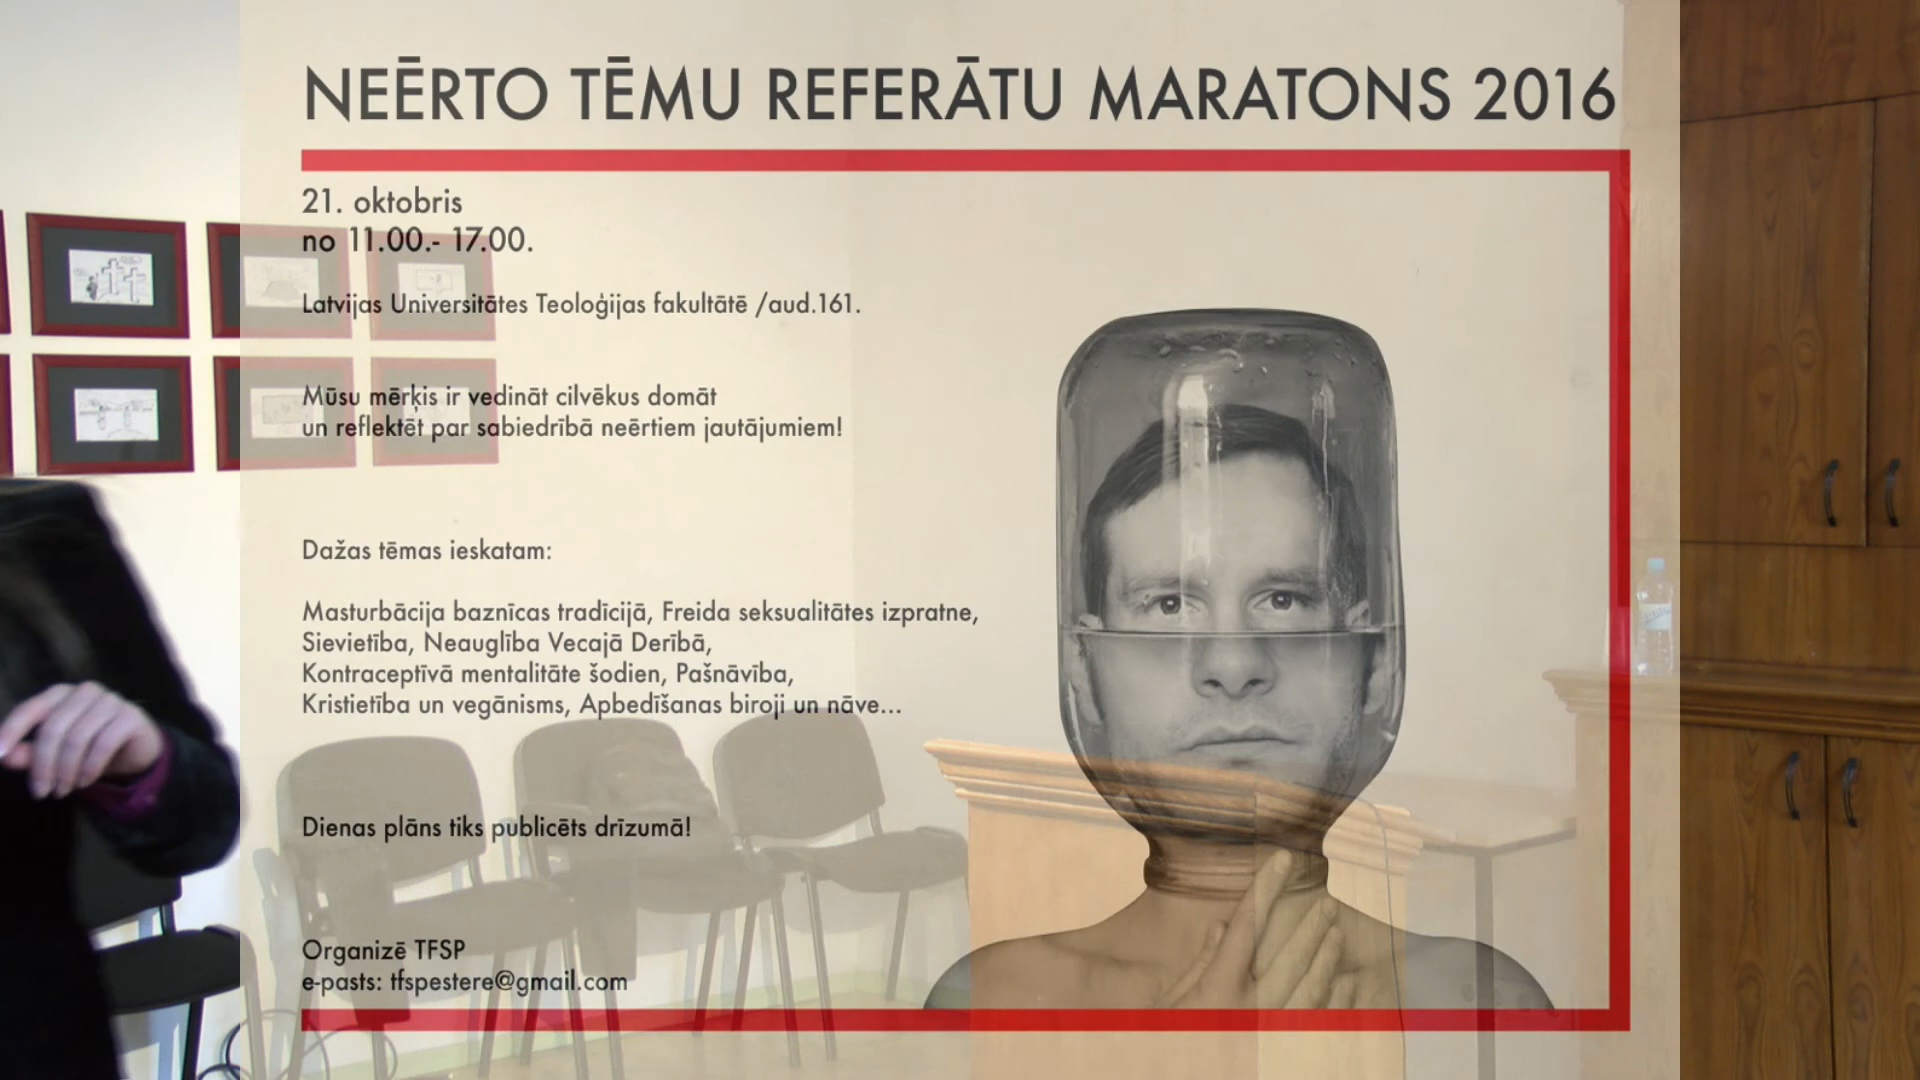 NEĒRTO TĒMU REFERĀTU MARATONS 2016
21. oktobris
no 11.00.- 17.00.
Latvijas Universitātes Teoloģijas fakultātē /aud.161.
Mūsu mērķis ir vedināt cilvēkus domāt
un reflektēt par sabiedrībā neērtiem jautājumiem!
Dažas tēmas ieskatam:
Masturbācija baznīcas tradīcijā, Freida seksualitātes izpratne,
Sievietība, Neauglība Vecajā Derībā,
Kontraceptīvā mentalitāte šodien, Pašnāvība,
Kristietība un vegānisms, Apbedīšanas biroji un nāve...
Dienas plāns tiks publicēts drīzumā!
Organizē TFSP
e-pasts: tfspestere@gmail.com